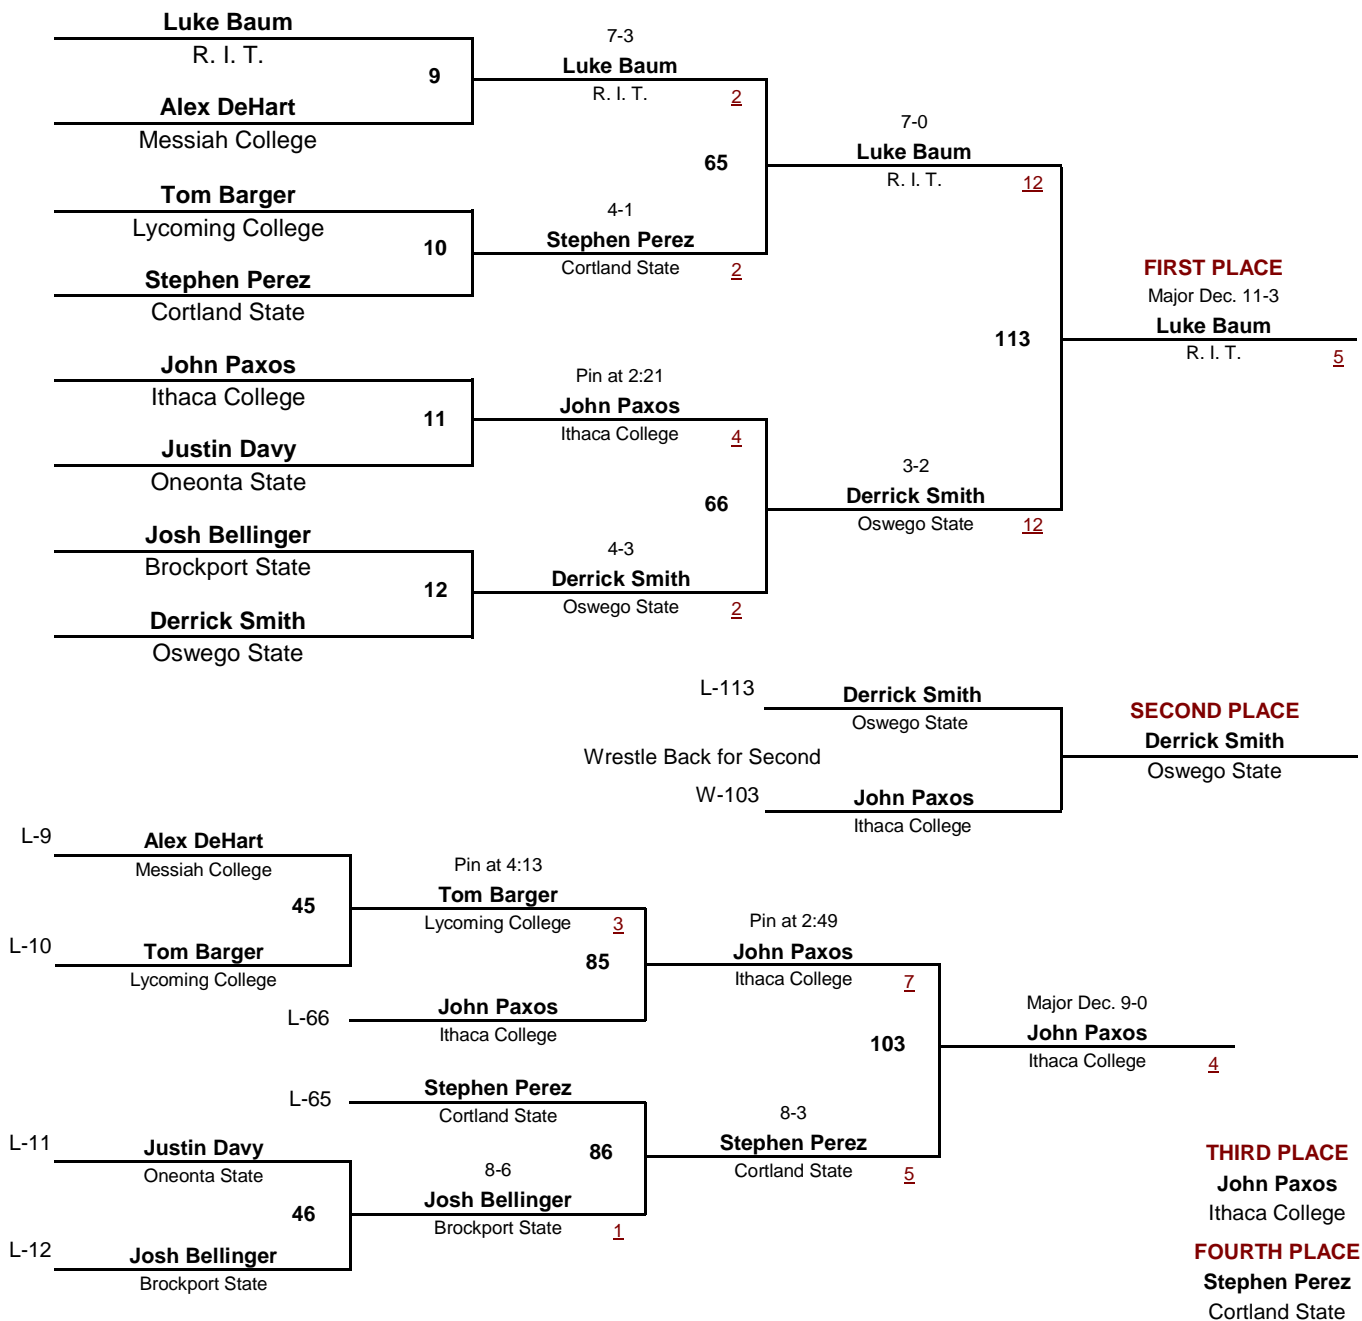 Luke Baum
R. I. T.
9
Alex DeHart
Messiah College
7-3
Luke Baum
R. I. T.
2
Tom Barger
Lycoming College
10
Stephen Perez
Cortland State
4-1
Stephen Perez
Cortland State
2
65
7-0
Luke Baum
R. I. T.
12
John Paxos
Ithaca College
11
Justin Davy
Oneonta State
Pin at 2:21
John Paxos
Ithaca College
4
Josh Bellinger
Brockport State
12
Derrick Smith
Oswego State
4-3
Derrick Smith
Oswego State
2
66
3-2
Derrick Smith
Oswego State
12
113
FIRST PLACE
Major Dec. 11-3
Luke Baum
R. I. T.
5
L-113
Derrick Smith
Oswego State
Wrestle Back for Second
W-103
John Paxos
Ithaca College
SECOND PLACE
Derrick Smith
Oswego State
L-9
Alex DeHart
Messiah College
45
L-10
Tom Barger
Lycoming College
Pin at 4:13
Tom Barger
Lycoming College
3
85
L-66
John Paxos
Ithaca College
Pin at 2:49
John Paxos
Ithaca College
7
L-65
Stephen Perez
Cortland State
86
L-11
Justin Davy
Oneonta State
46
L-12
Josh Bellinger
Brockport State
8-6
Josh Bellinger
Brockport State
1
8-3
Stephen Perez
Cortland State
5
103
Major Dec. 9-0
John Paxos
Ithaca College
4
THIRD PLACE
John Paxos
Ithaca College
FOURTH PLACE
Stephen Perez
Cortland State